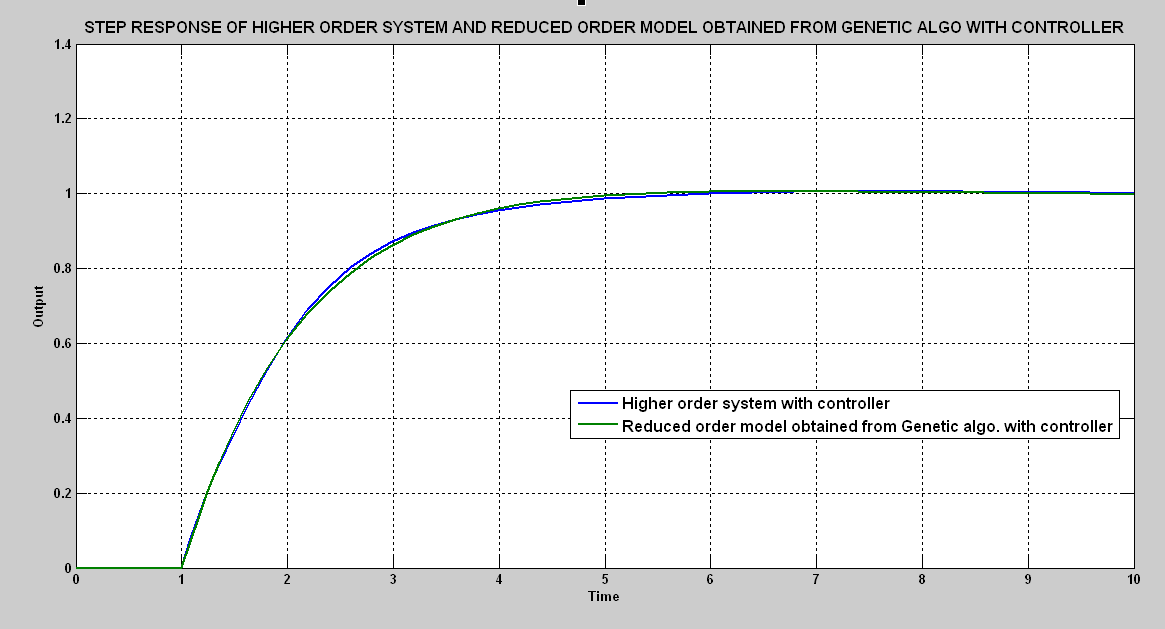 STEP RESPONSE OF HIGHER ORDER SYSTEM AND REDUCED ORDER MODEL OBTAINED FROM GENETIC ALGO WITH CONTROLLER
1.4
1.2
1
0.8
0.6
0.4
0.2
0
Output
Higher order system with controller
Reduced order model obtained from Genetic algo. with controller
0 1 2 3 4 5 6 7 8 9 10
Time